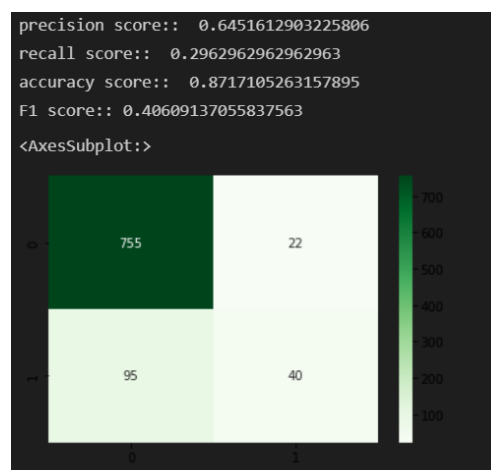 precision score::  0.6451612903225806
recall score::  0.2962962962962963
accuracy score::  0.8717105263157895
F1 score:: 0.40609137055837563
<AxesSubplot:>
700
0 755 22
600
500
400
300
1 95 40
200
100
0 1